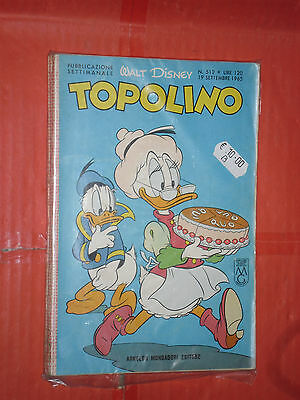 PUBBLICAZIONE
SETTIMANALE
WALT DISNEY
N. 512 • LIRE 120
19 SETTEMBRE 1965
TOPOLINO
€ 10,00
ARNOLDO MONDADORI EDITORE